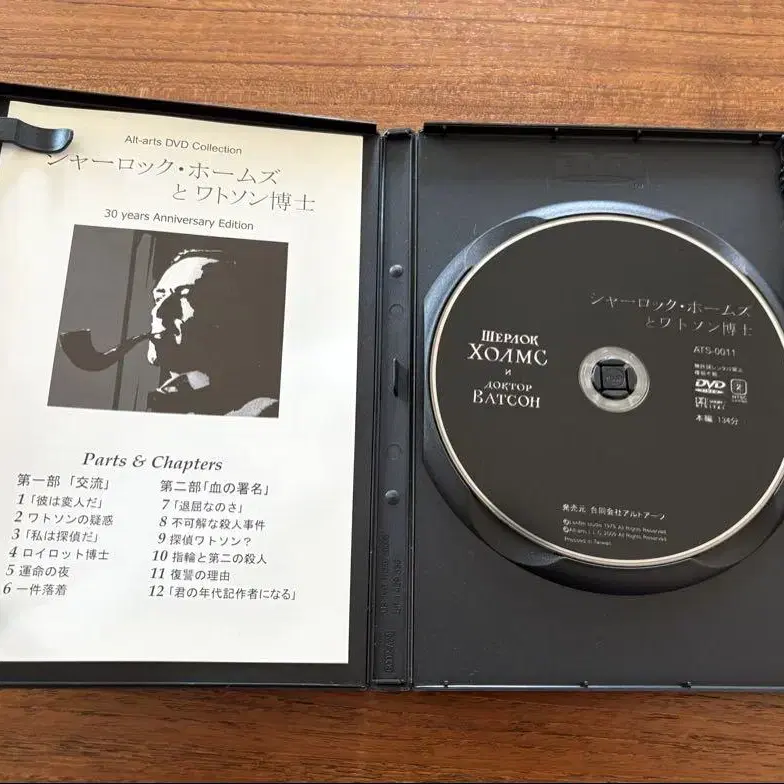 Alt-arts DVD Collection
シャーロック・ホームズ
とワトソン博士
30 years Anniversary Edition
Parts & Chapters
第一部「交流」
1「彼は変人だ」
2 ワトソンの疑惑
3「私は探偵だ」
4 ロイロット博士
5 運命の夜
6 一件落着
第二部「血の署名」
7「退屈なのさ」
8 不可解な殺人事件
9 探偵ワトソン?
10 指輪と第二の殺人
11 復讐の理由
12「君の年代記作者になる」
シャーロック・ホームズ
とワトソン博士
ШЕРЛОК
ХОЛМС
И
ДОКТОР
ВАТСОН
ATS-0011
DVD
2
NTSC
本編 134分
発売元 合同会社アルトアーツ
All Rights Reserved
All Rights Reserved